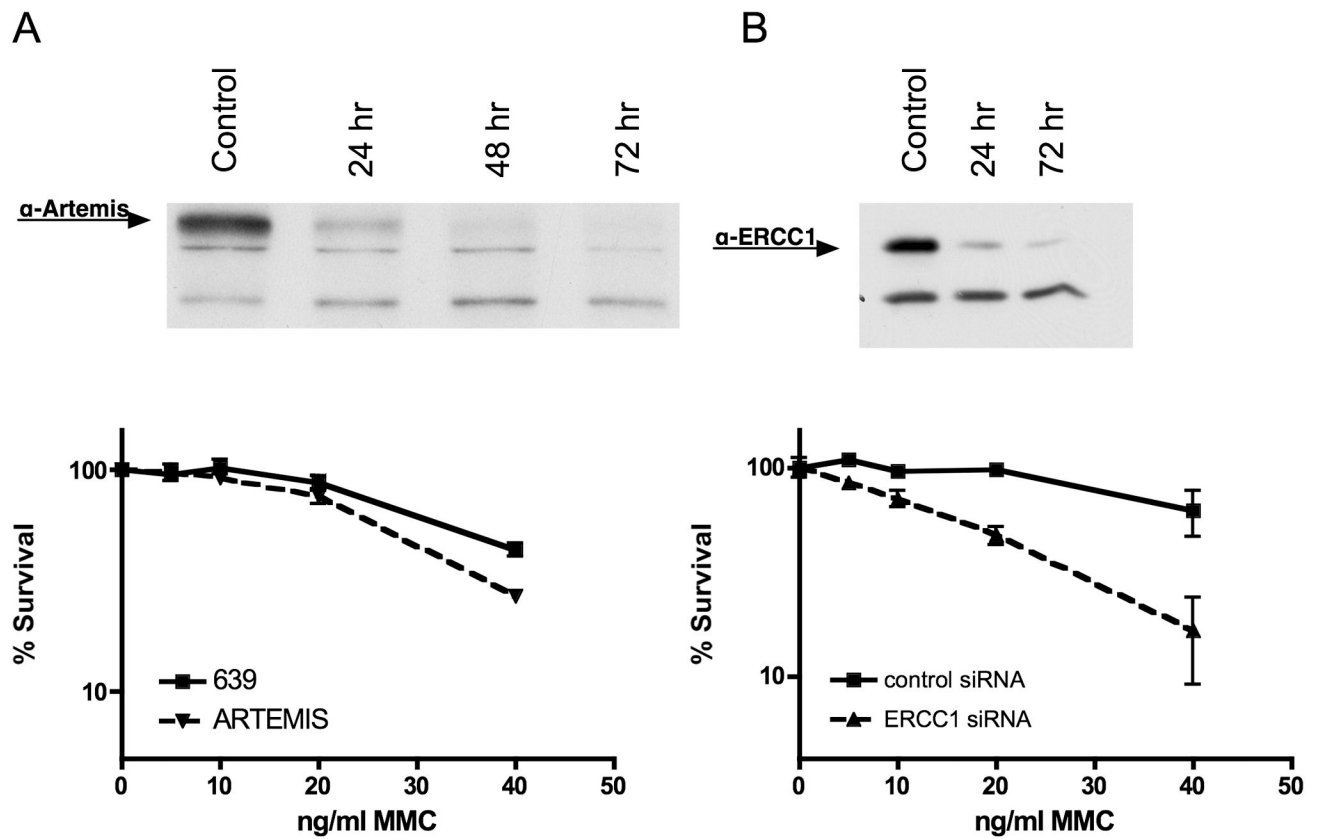 A
Control
24 hr
48 hr
72 hr
α-Artemis
100
10
% Survival
639
ARTEMIS
0
10
20
30
40
50
ng/ml MMC
B
Control
24 hr
72 hr
α-ERCC1
100
10
% Survival
control siRNA
ERCC1 siRNA
0
10
20
30
40
50
ng/ml MMC